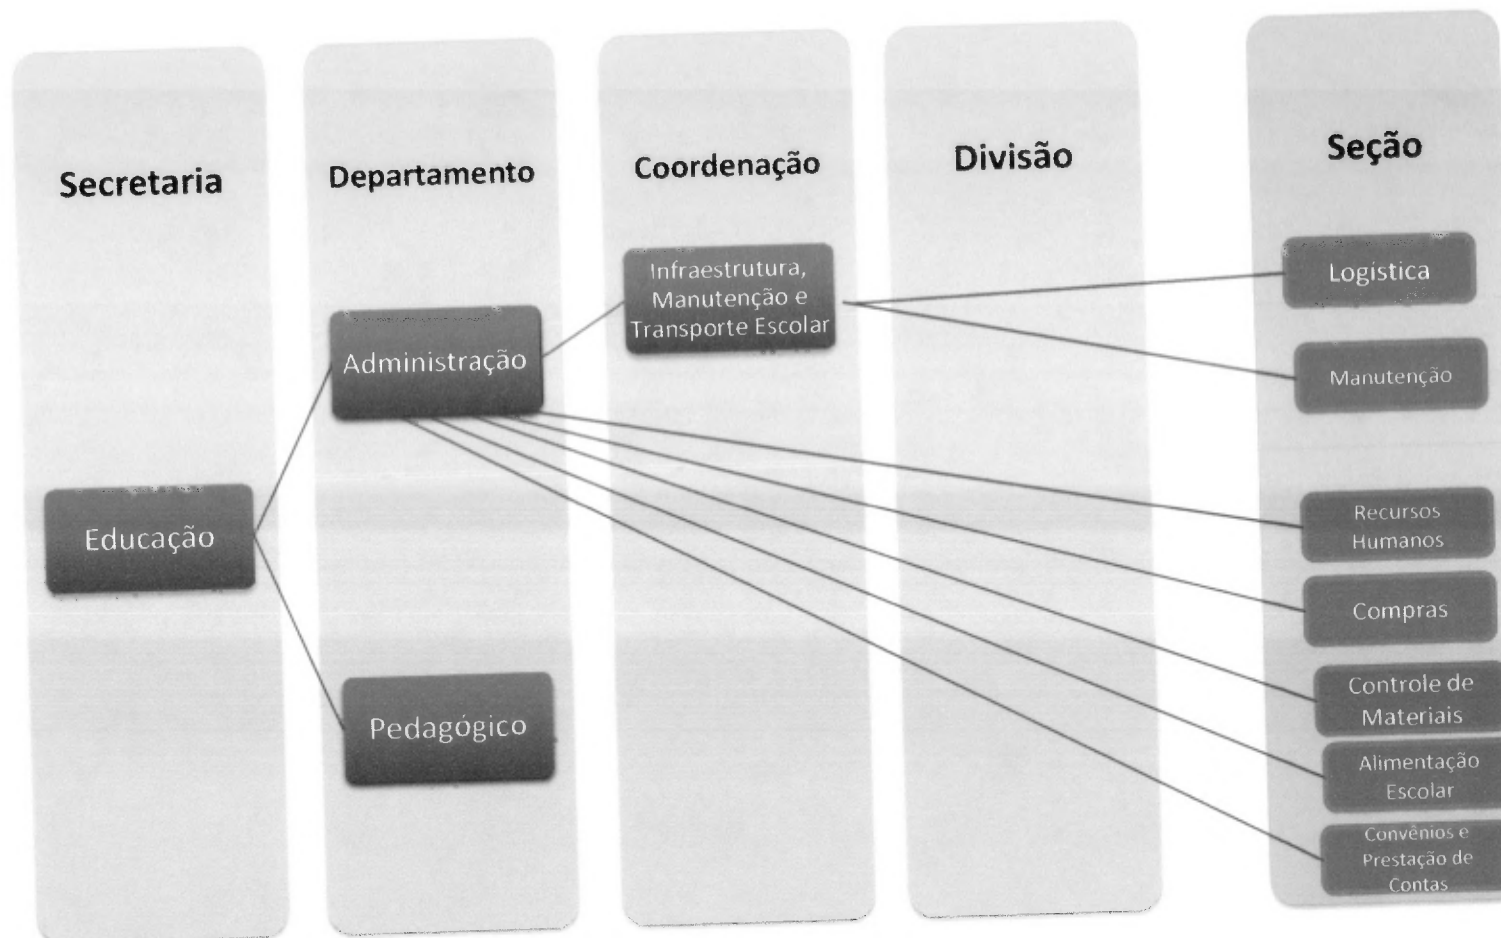 Secretaria
Departamento
Coordenação
Divisão
Seção
Educação
Administração
Pedagógico
Infraestrutura,
Manutenção e
Transporte Escolar
Logística
Manutenção
Recursos
Humanos
Compras
Controle de
Materiais
Alimentação
Escolar
Convênios e
Prestação de
Contas